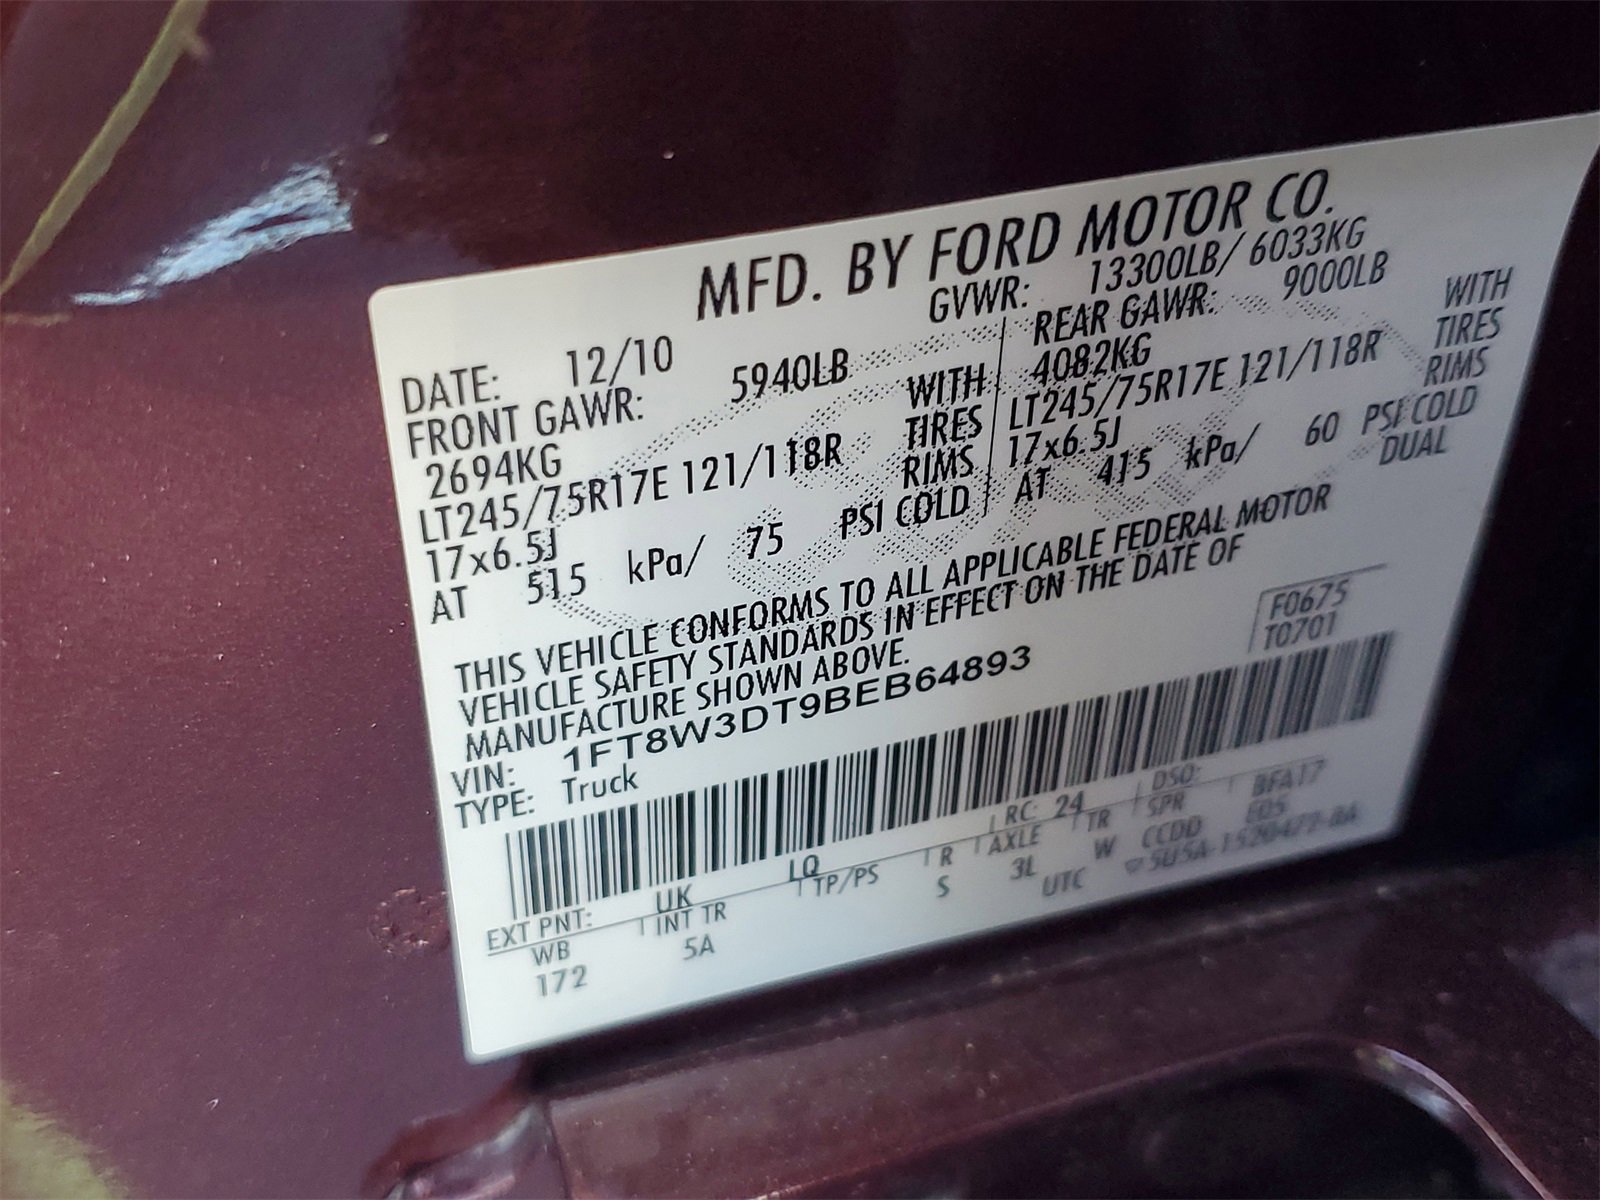 MFD. BY FORD MOTOR CO.
DATE: 12/10 GVWR: 13300LB/ 6033KG
FRONT GAWR: 5940LB REAR GAWR: 9000LB
2694KG WITH 4082KG WITH
LT245/75R17E 121/118R TIRES LT245/75R17E 121/118R TIRES
17x6.5J RIMS 17x6.5J RIMS
AT 515 kPa/ 75 PSI COLD AT 415 kPa/ 60 PSI COLD
DUAL
THIS VEHICLE CONFORMS TO ALL APPLICABLE FEDERAL MOTOR
VEHICLE SAFETY STANDARDS IN EFFECT ON THE DATE OF
MANUFACTURE SHOWN ABOVE.
F0675
T0701
VIN: 1FT8W3DT9BEB64893
TYPE: Truck
EXT PNT: UK LQ RC: 24 DSO: BFA17
WB INT TR TP/PS R AXLE TR SPR E05
172 5A S 3L W CCDD
UTC 5U5A-1520472-BA